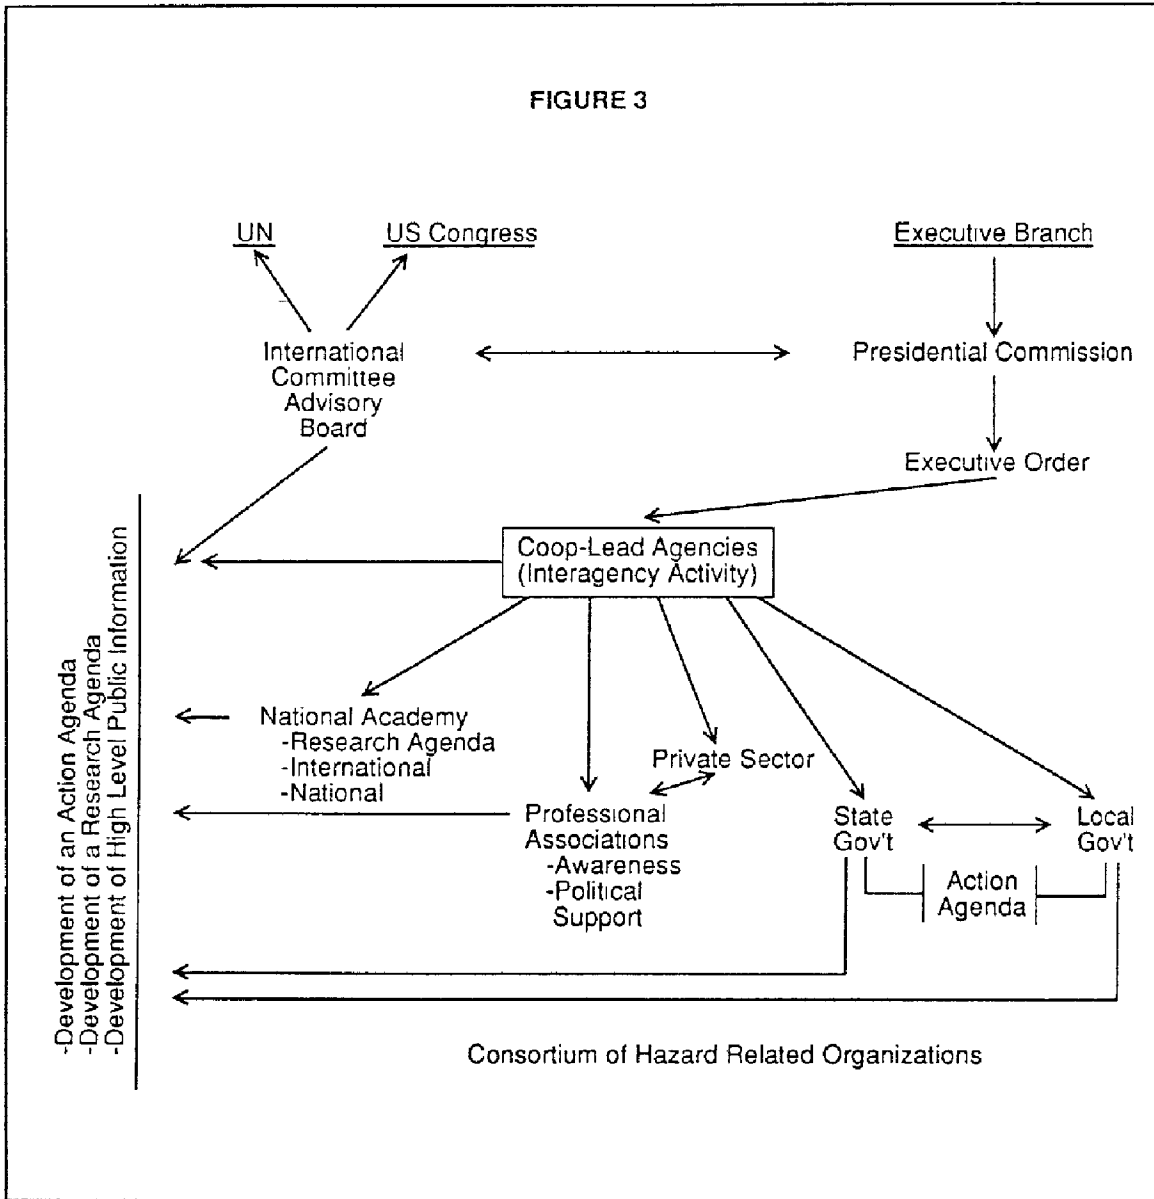 FIGURE 3
UN
US Congress
Executive Branch
International
Committee
Advisory
Board
Presidential Commission
Executive Order
Coop-Lead Agencies
(Interagency Activity)
-Development of an Action Agenda
-Development of a Research Agenda
-Development of High Level Public Information
National Academy
-Research Agenda
-International
-National
Private Sector
Professional
Associations
-Awareness
-Political
Support
State
Gov't
Local
Gov't
Action
Agenda
Consortium of Hazard Related Organizations